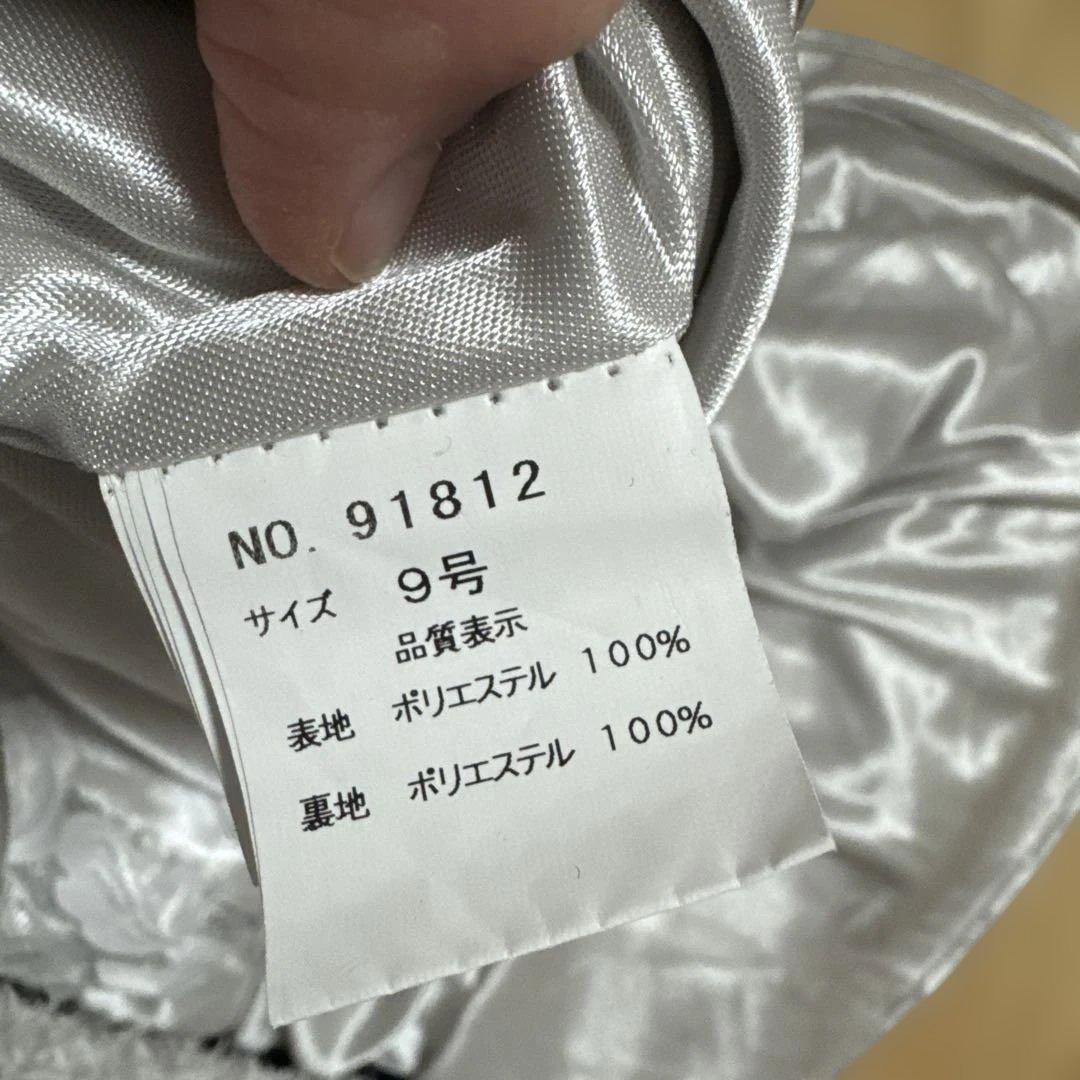 NO. 91812
サイズ 9号
品質表示
表地 ポリエステル 100%
裏地 ポリエステル 100%